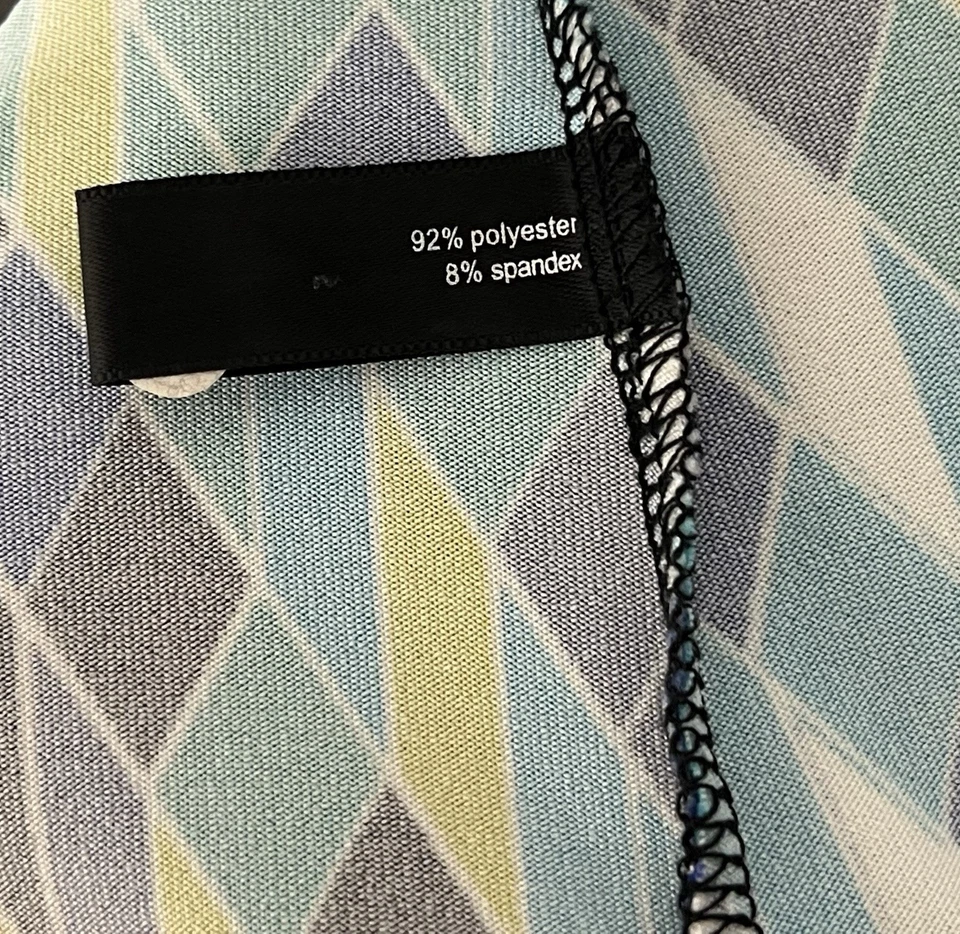 92% polyester
8% spandex